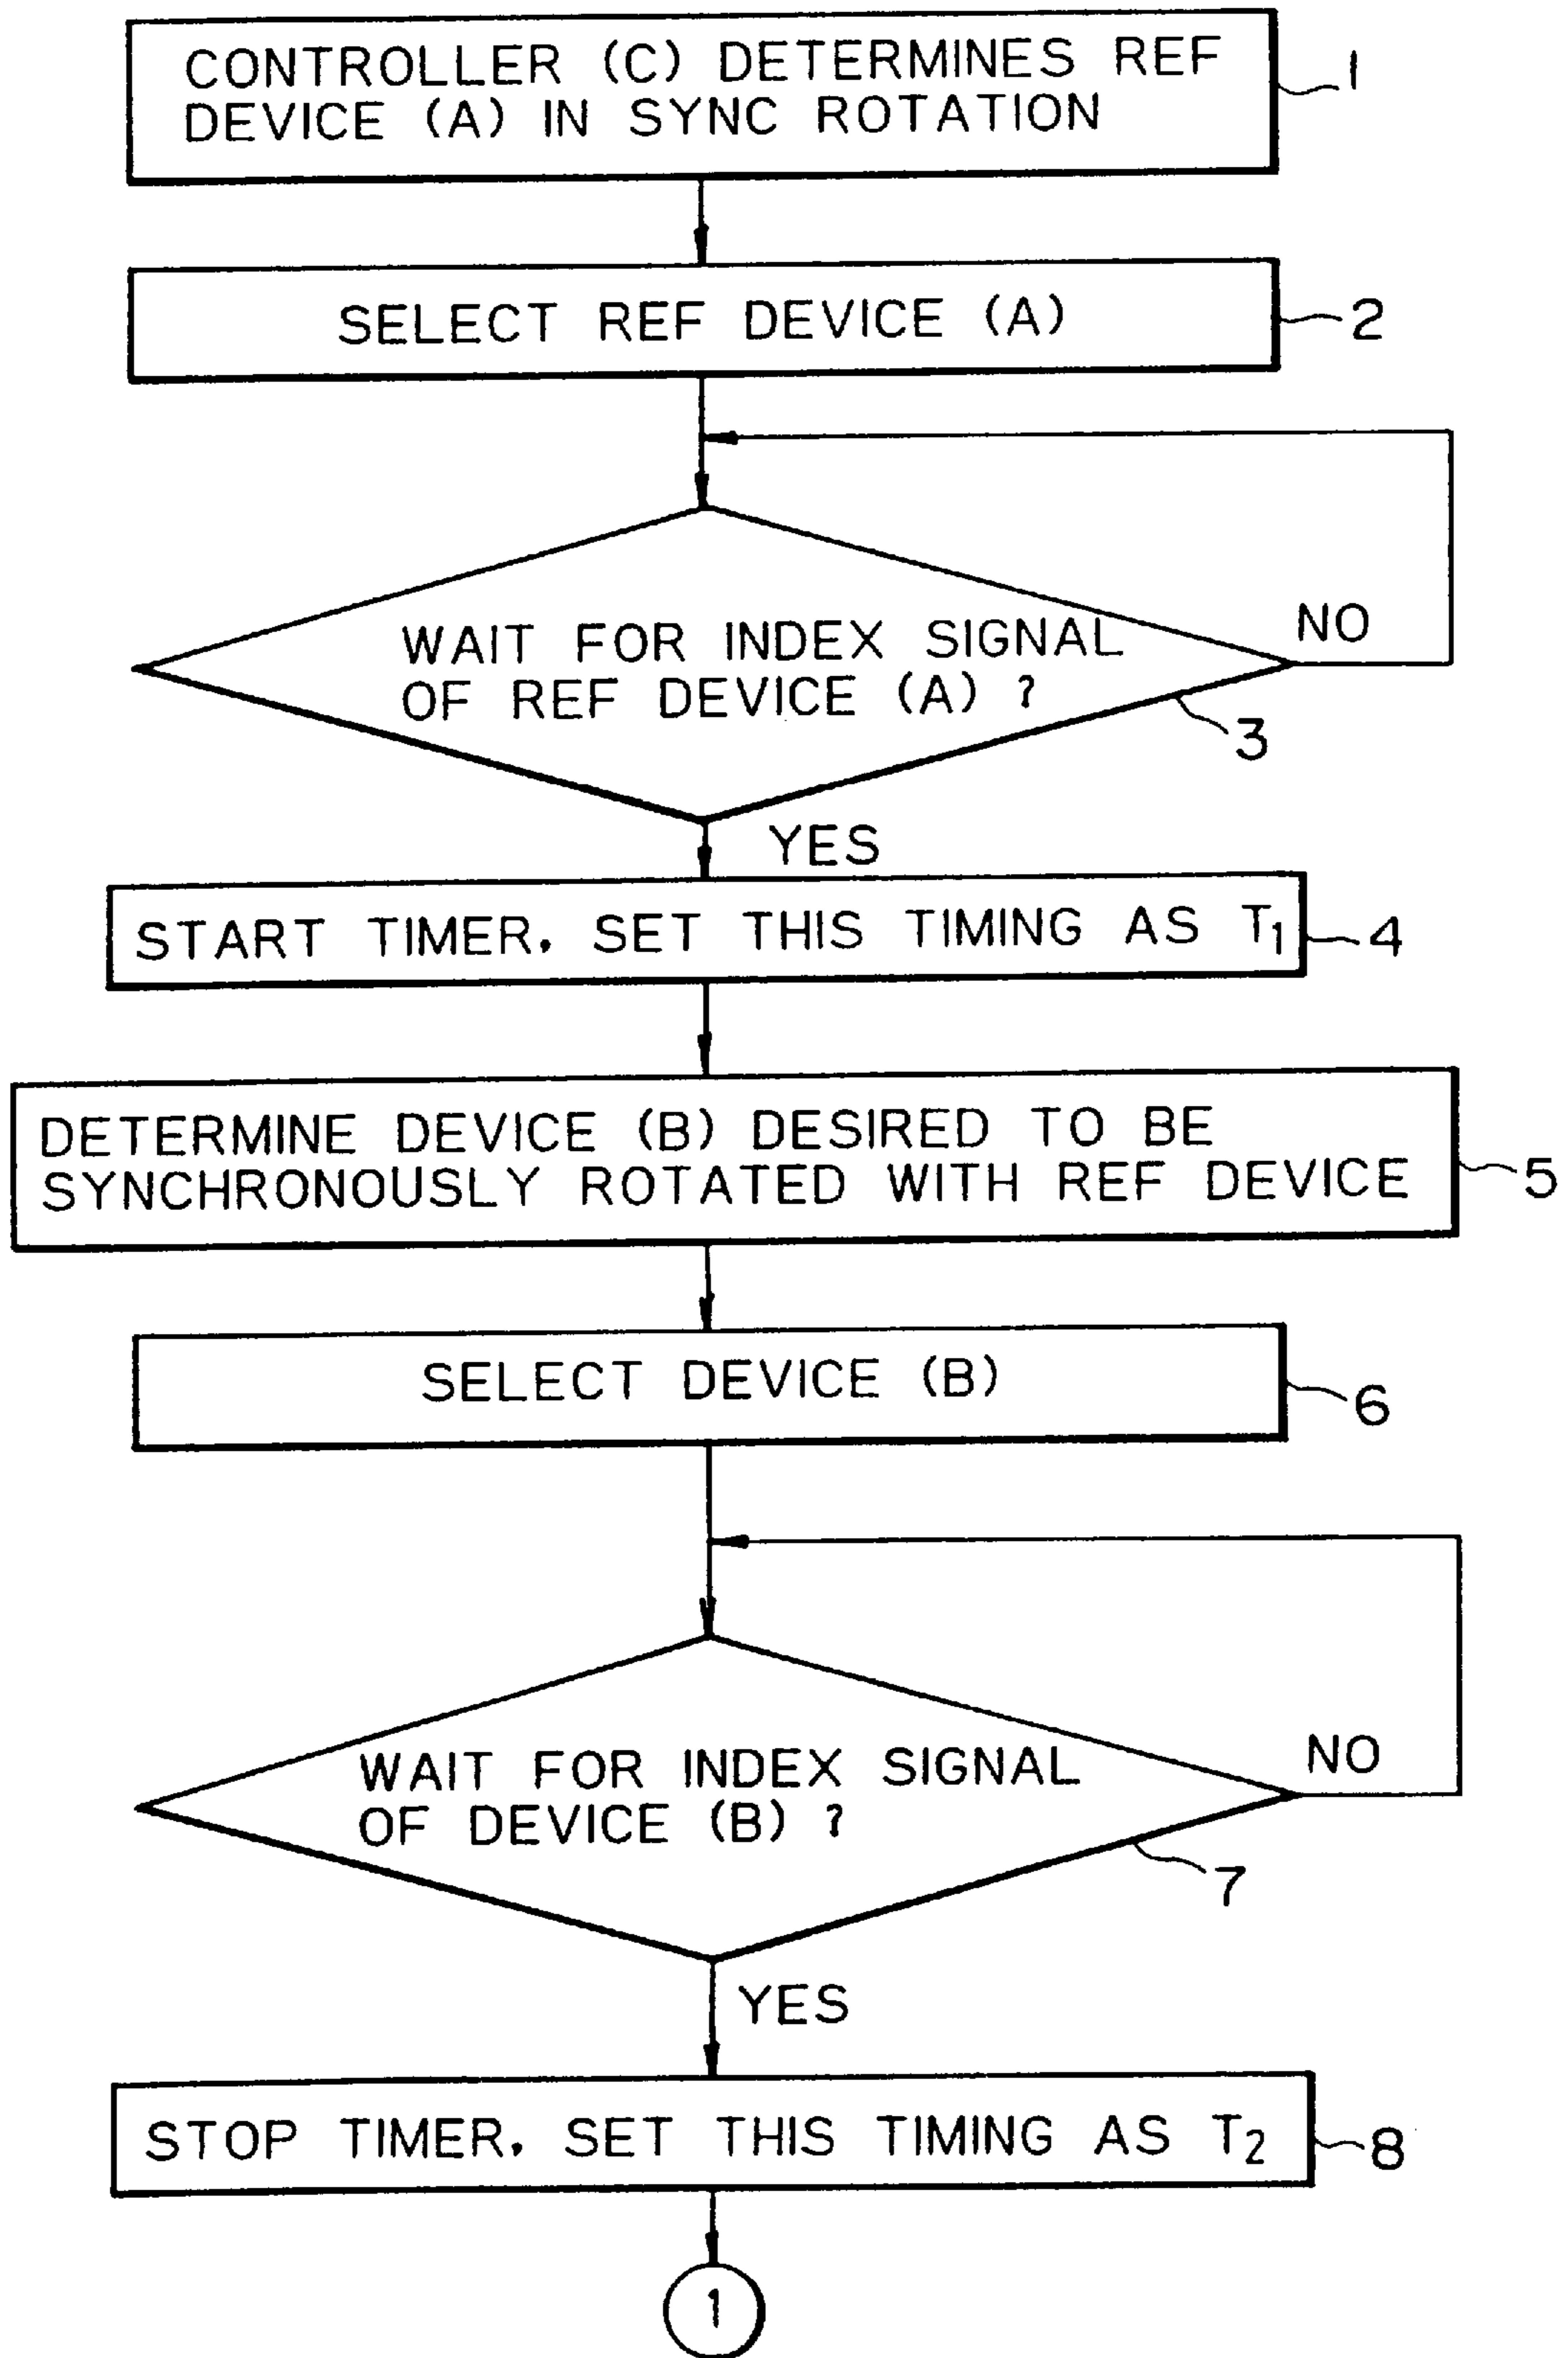 CONTROLLER (C) DETERMINES REF
DEVICE (A) IN SYNC ROTATION
1
SELECT REF DEVICE (A)
2
NO
WAIT FOR INDEX SIGNAL
OF REF DEVICE (A) ?
3
YES
START TIMER. SET THIS TIMING AS T₁
4
DETERMINE DEVICE (B) DESIRED TO BE
SYNCHRONOUSLY ROTATED WITH REF DEVICE
5
SELECT DEVICE (B)
6
NO
WAIT FOR INDEX SIGNAL
OF DEVICE (B) ?
7
YES
STOP TIMER. SET THIS TIMING AS T₂
8
1